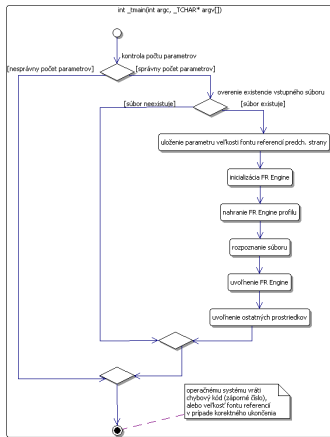 int _tmain(int argc, _TCHAR* argv[])
kontrola počtu parametrov
[nesprávny počet parametrov]
[správny počet parametrov]
overenie existencie vstupného súboru
[súbor neexistuje]
[súbor existuje]
uloženie parametru veľkosti fontu referencií predch. strany
inicializácia FR Engine
nahranie FR Engine profilu
rozpoznanie súboru
uvoľnenie FR Engine
uvoľnenie ostatných prostriedkov
operačnému systému vráti
chybový kód (záporné číslo),
alebo veľkosť fontu referencií
v prípade korektného ukončenia